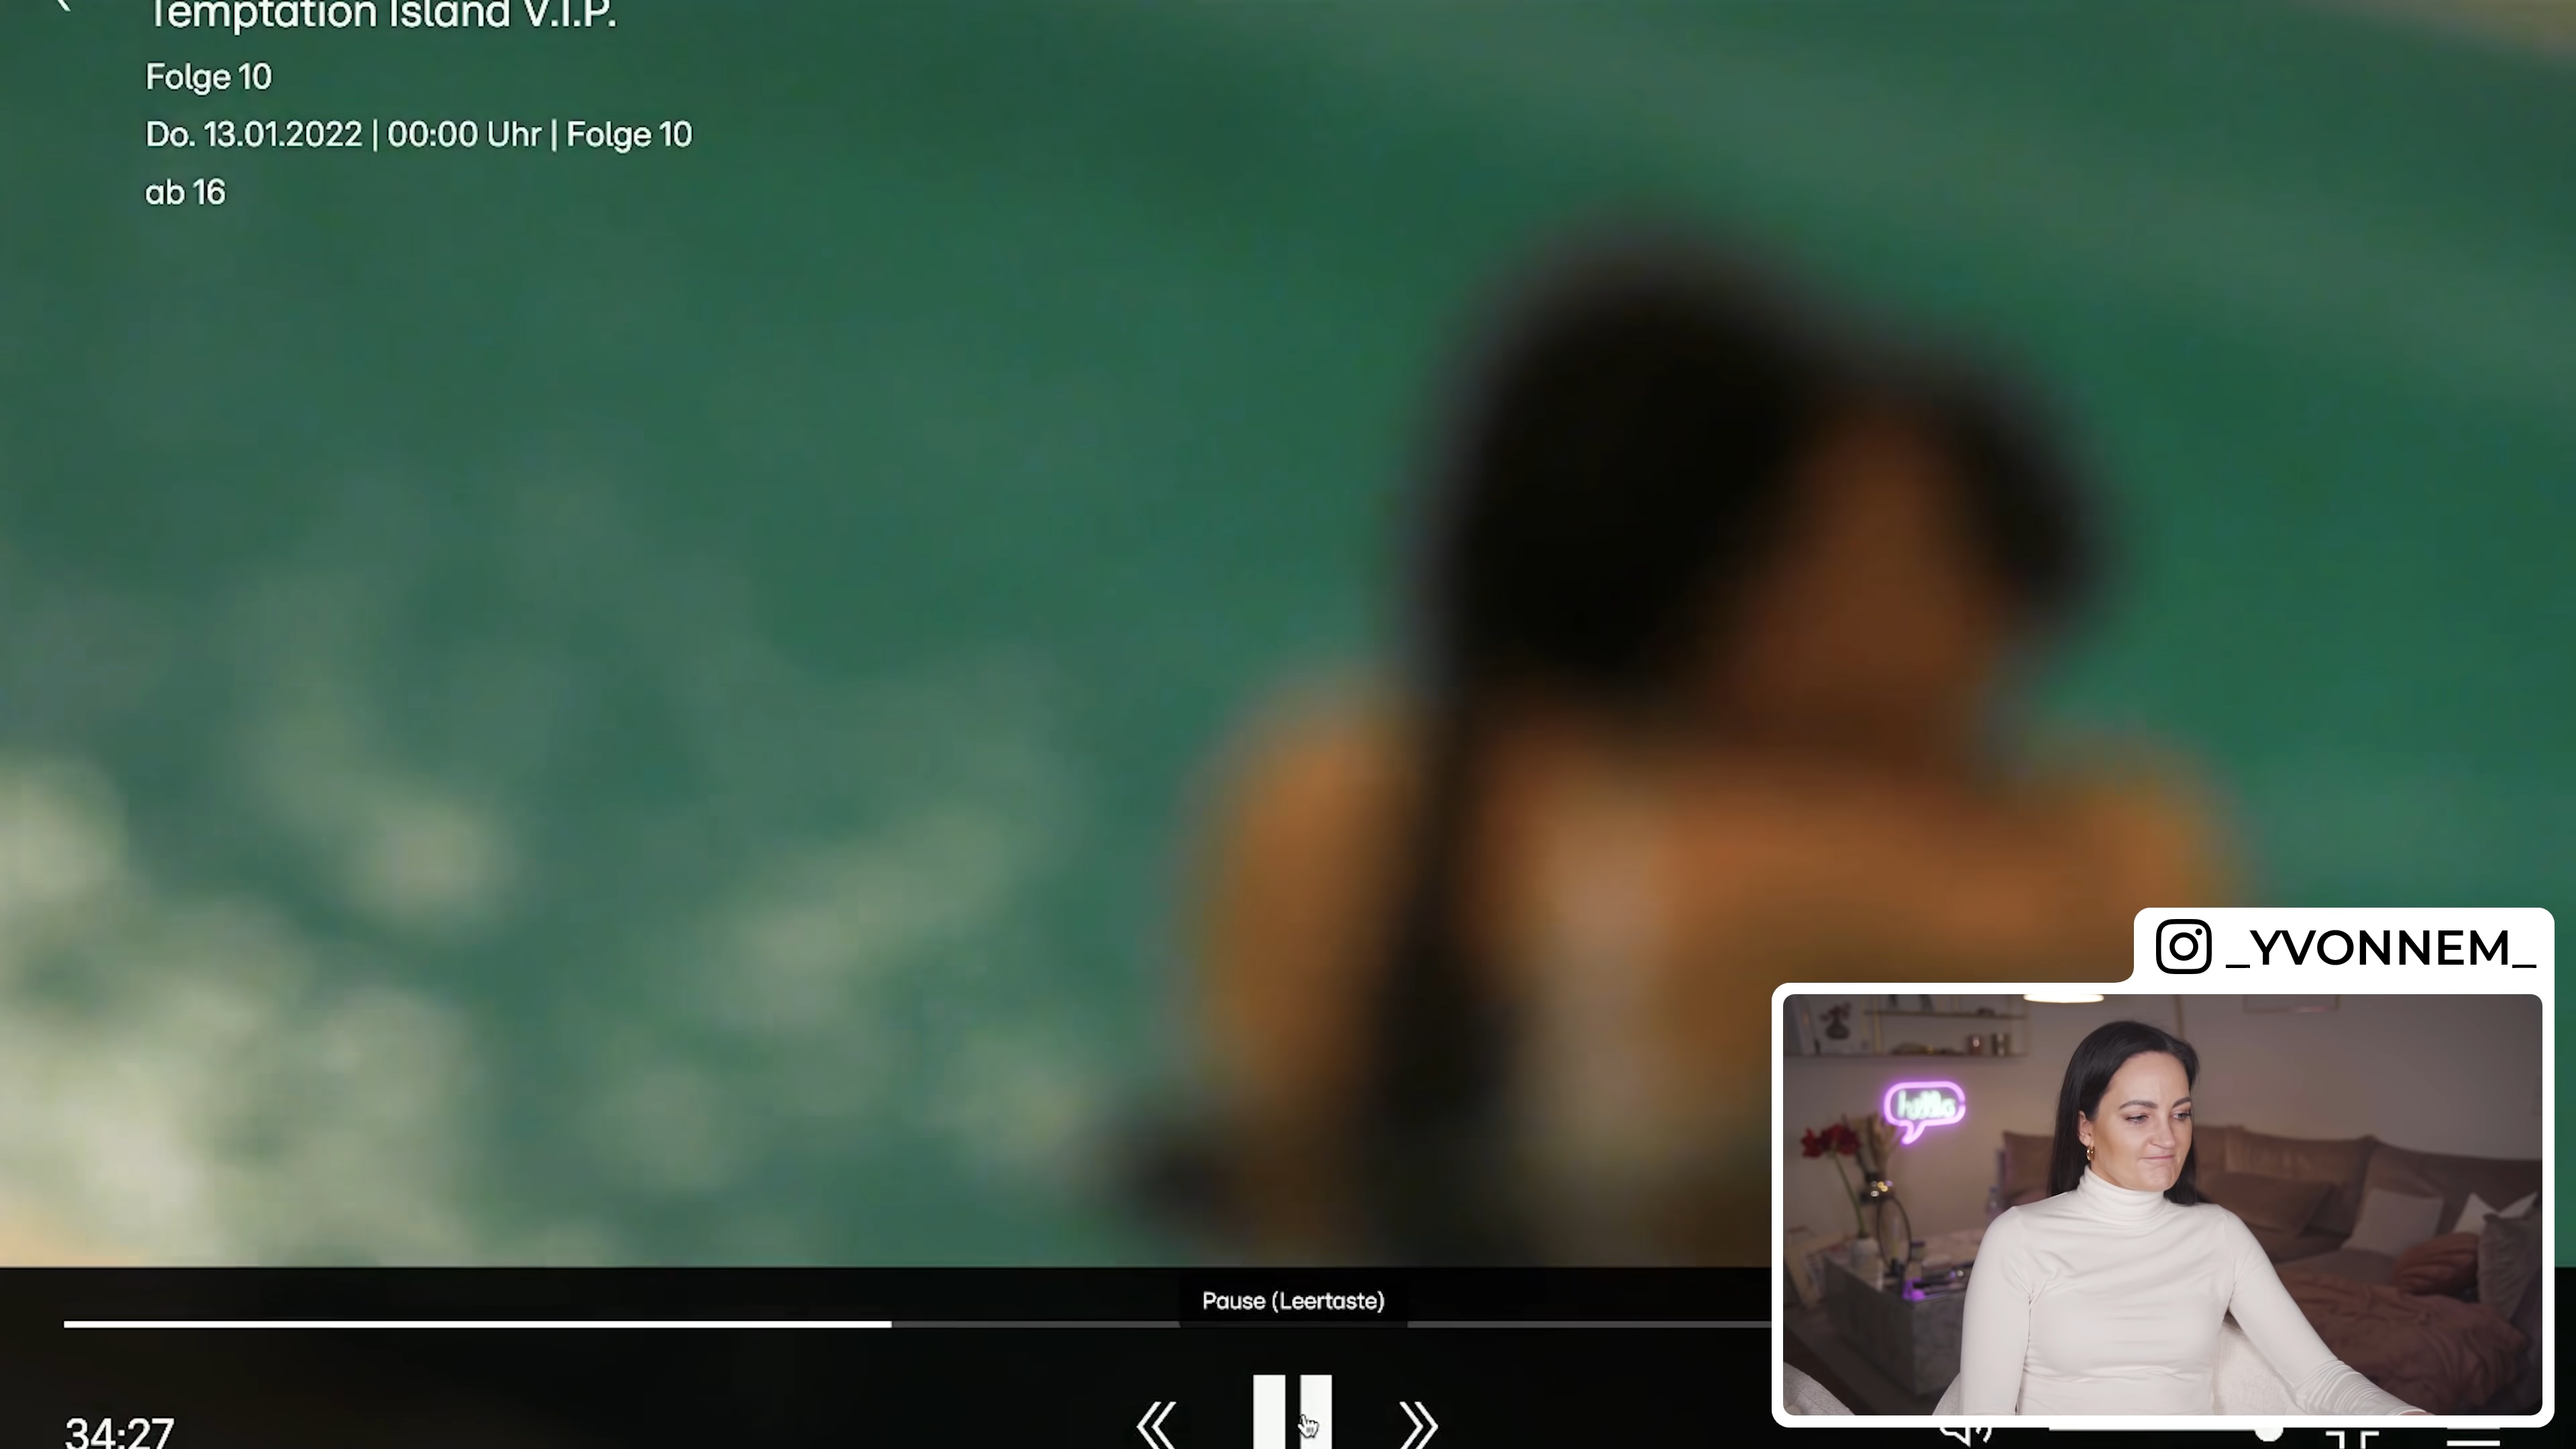 Temptation Island V.I.P.
Folge 10
Do. 13.01.2022 | 00:00 Uhr | Folge 10
ab 16
_YVONNEM_
hello
Pause (Leertaste)
34:27